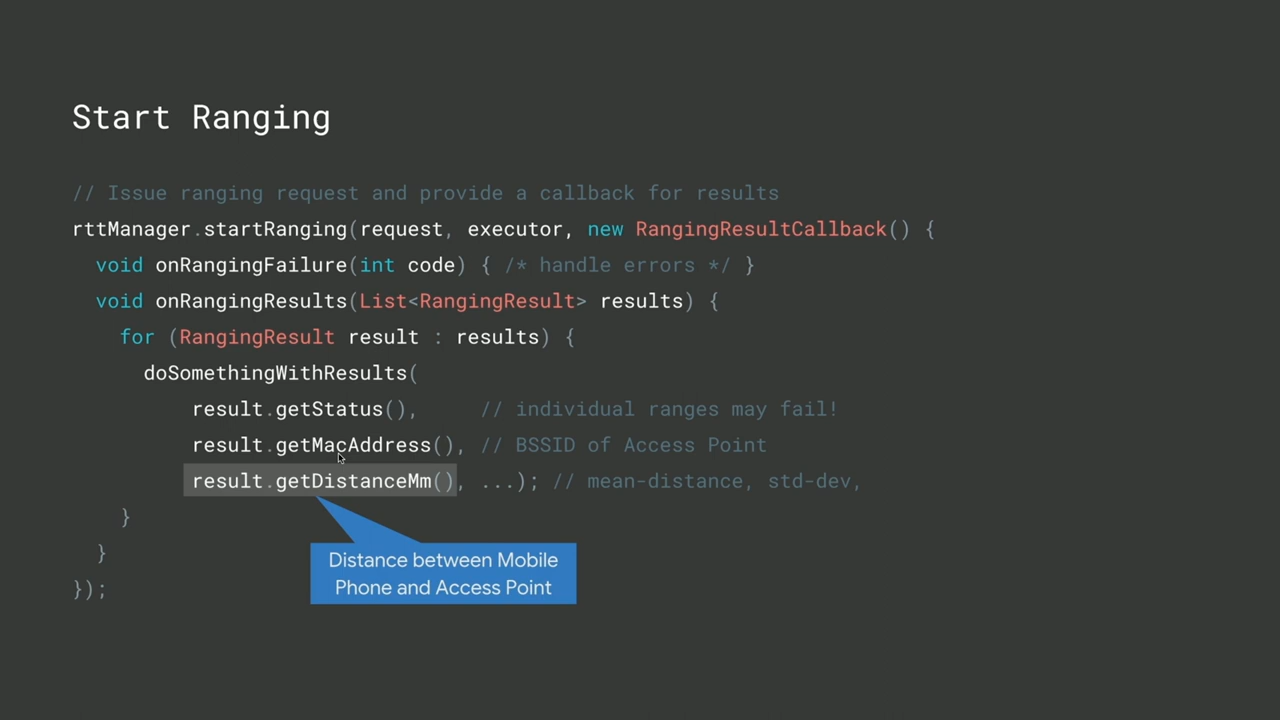 Start Ranging
// Issue ranging request and provide a callback for results
rttManager.startRanging(request, executor, new RangingResultCallback() {
void onRangingFailure(int code) { /* handle errors */ }
void onRangingResults(List<RangingResult> results) {
for (RangingResult result : results) {
doSomethingWithResults(
result.getStatus(), // individual ranges may fail!
result.getMacAddress(), // BSSID of Access Point
result.getDistanceMm(), ...); // mean-distance, std-dev,
}
}
});
Distance between Mobile
Phone and Access Point